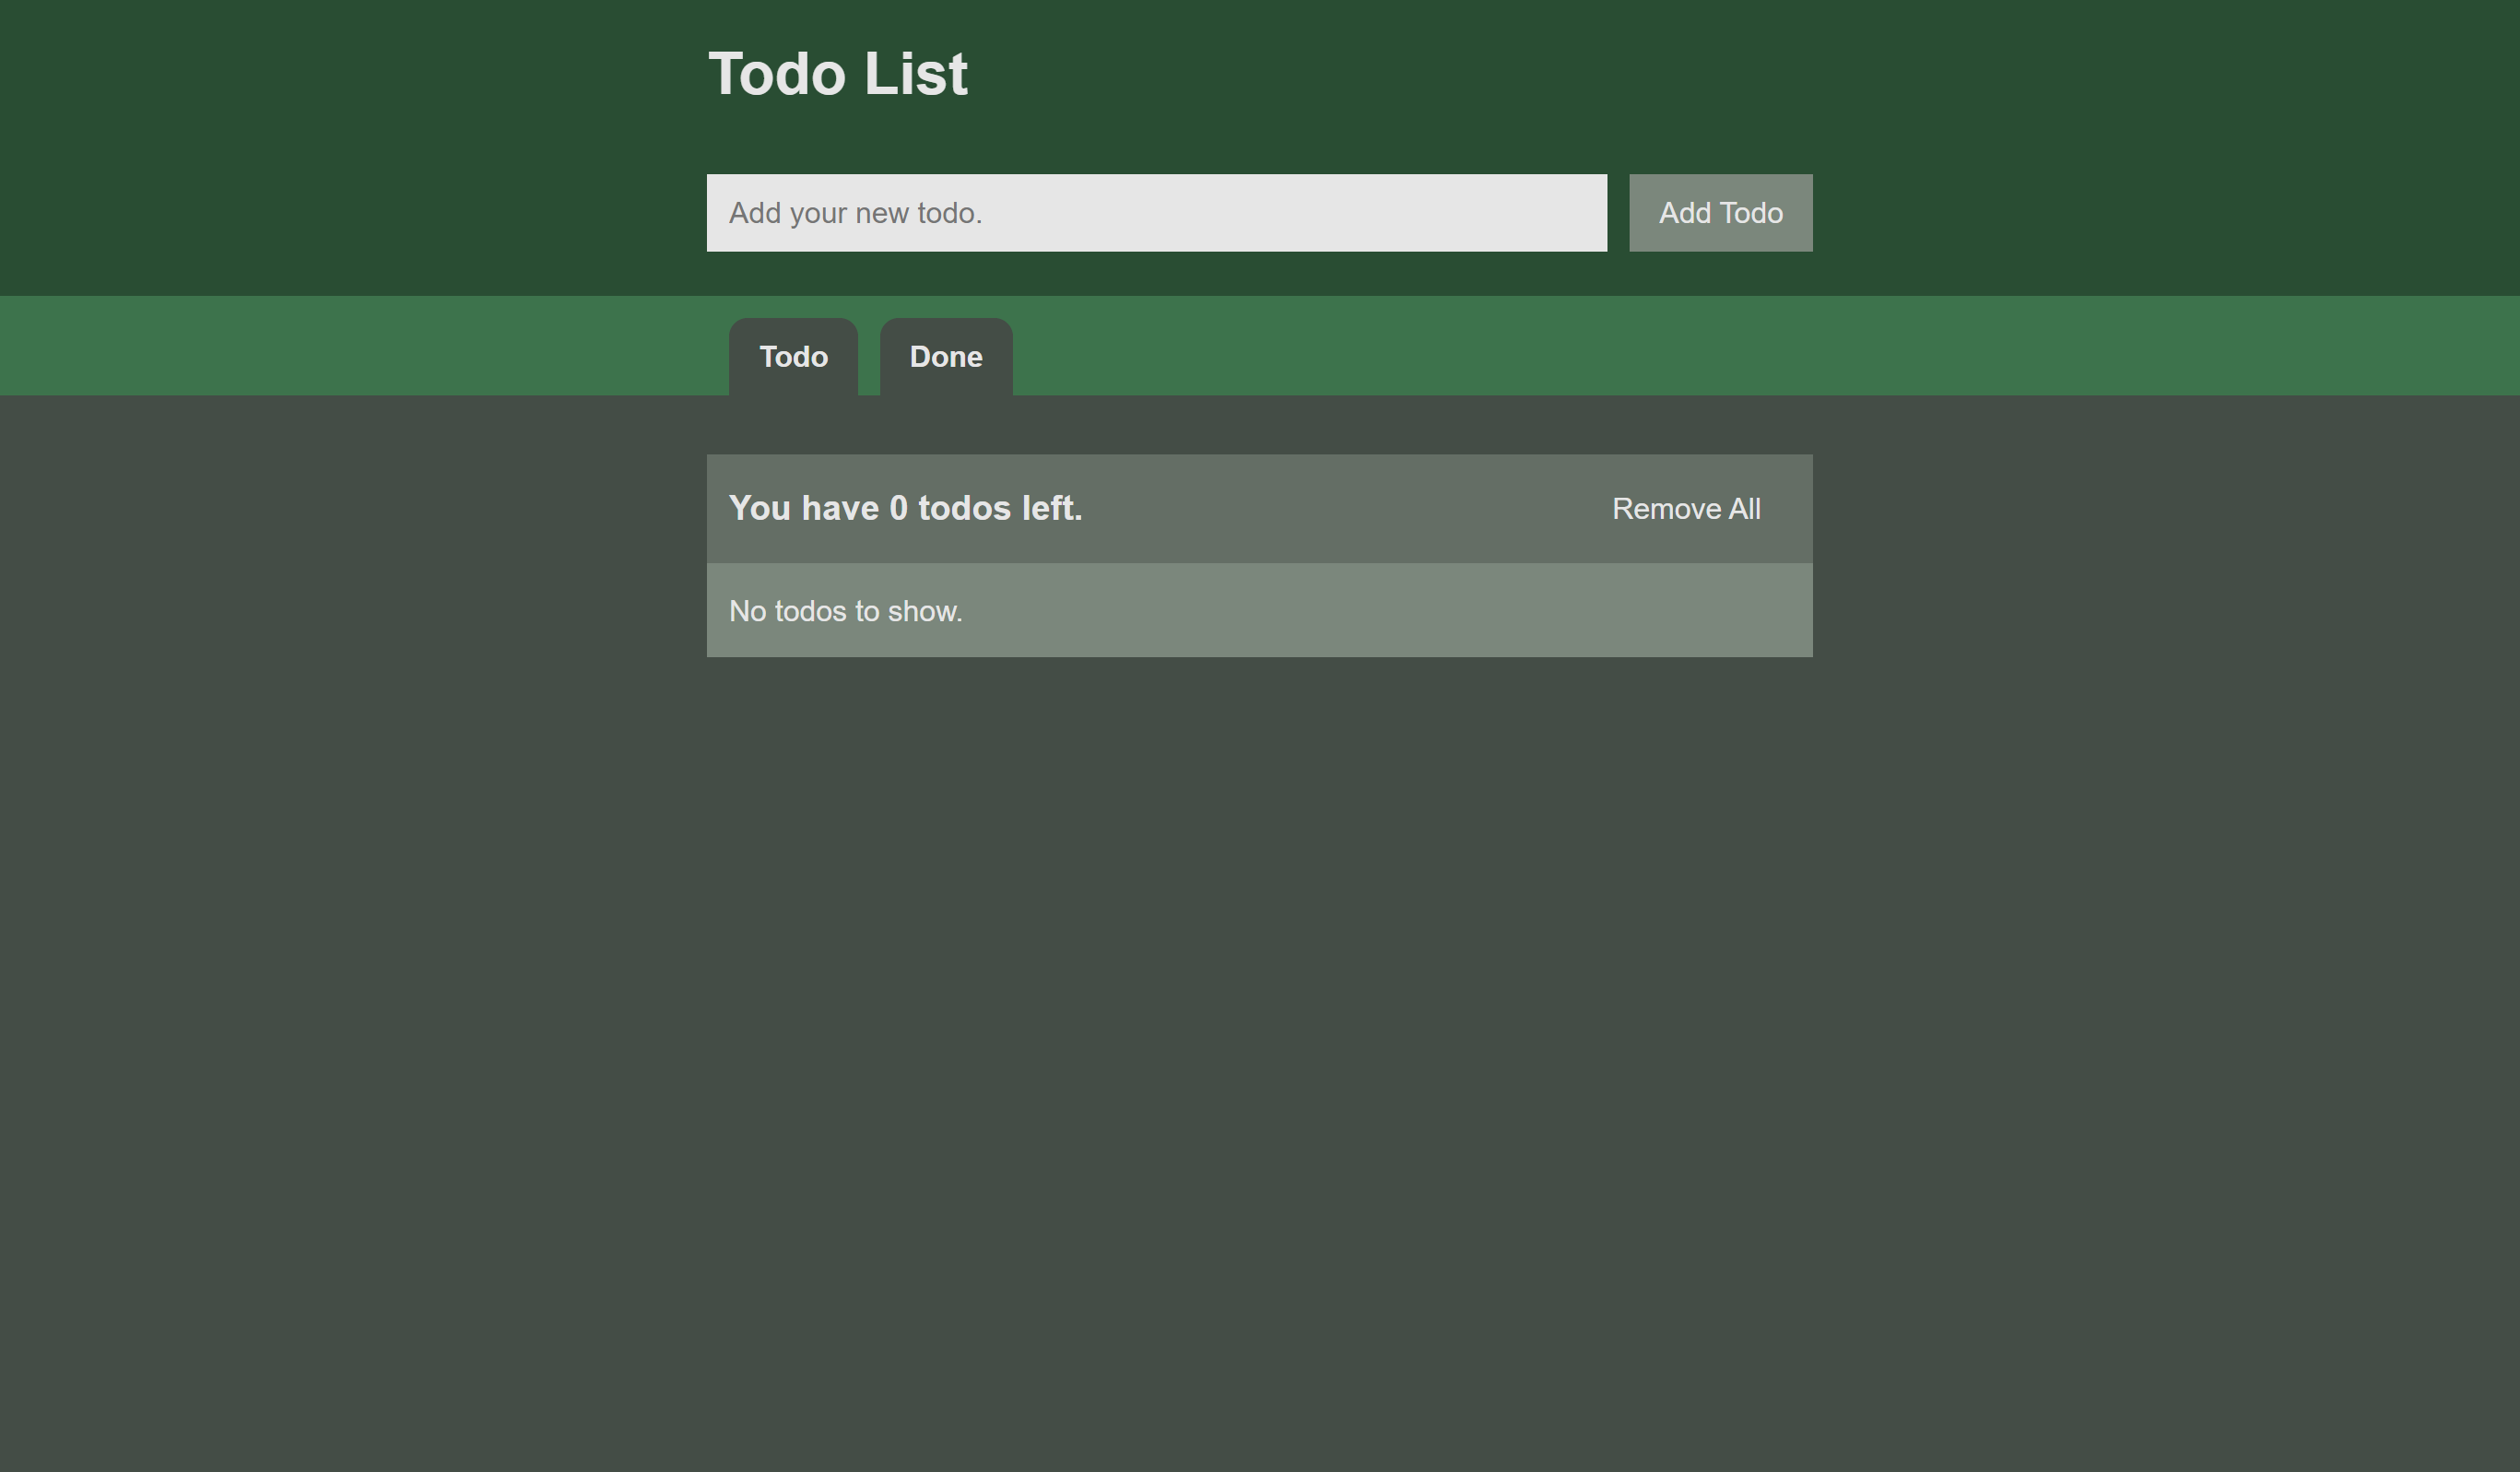 Todo List
Add your new todo.
Add Todo
Todo
Done
You have 0 todos left.
Remove All
No todos to show.